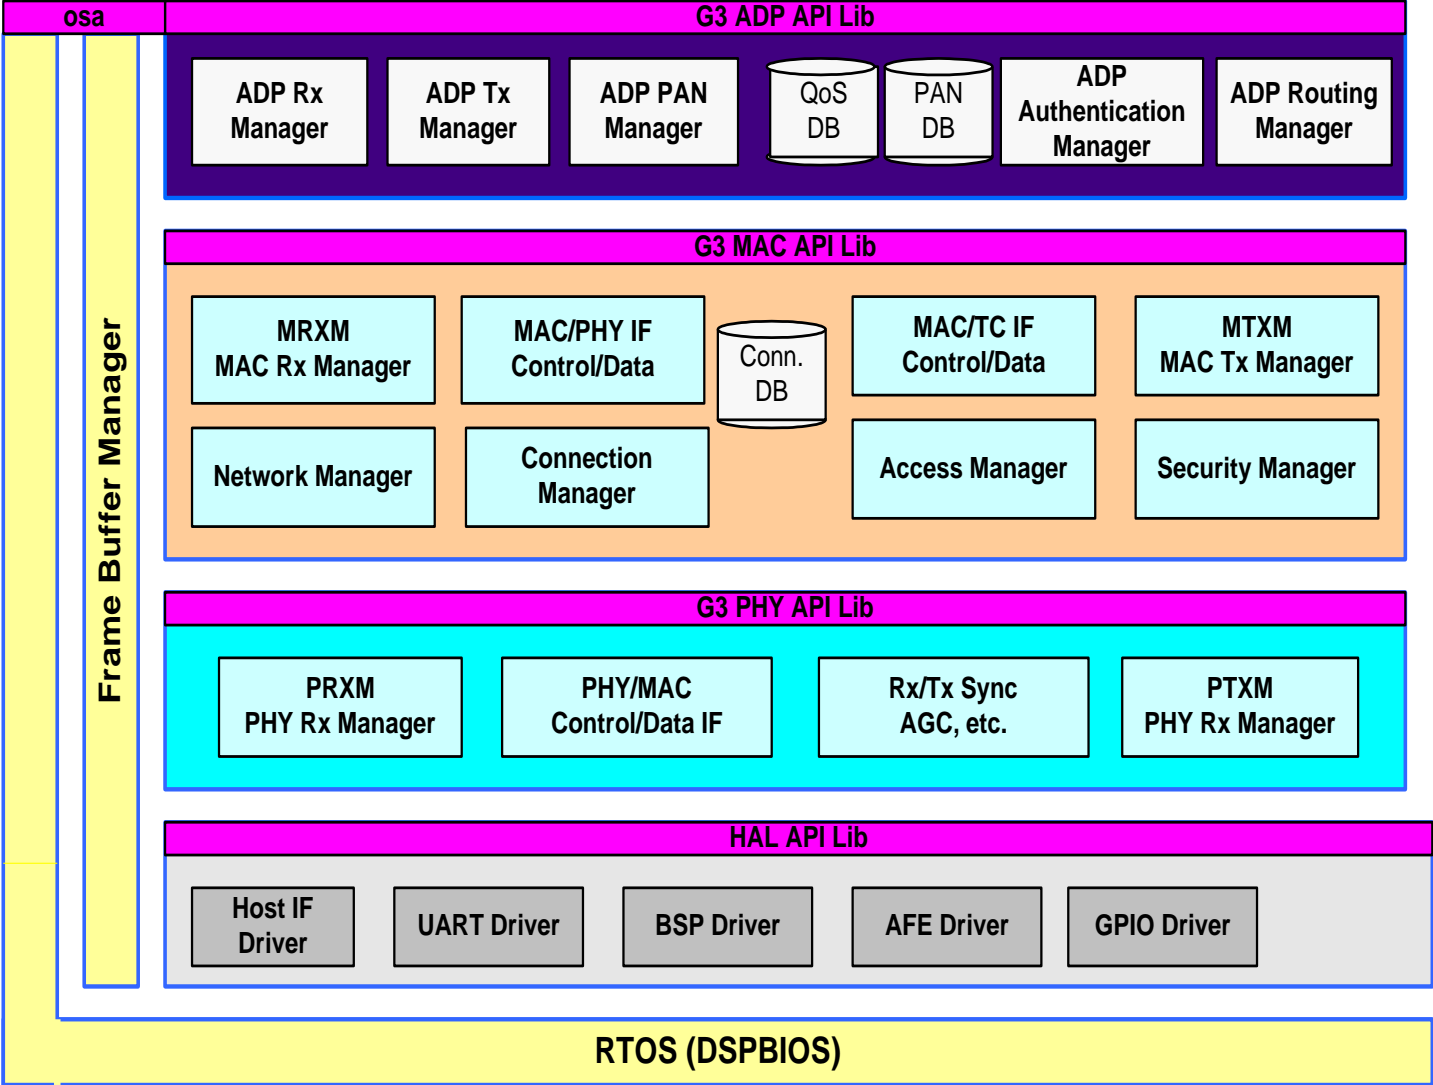 osa
G3 ADP API Lib
ADP Rx
Manager
ADP Tx
Manager
ADP PAN
Manager
QoS
DB
PAN
DB
ADP
Authentication
Manager
ADP Routing
Manager
Frame Buffer Manager
G3 MAC API Lib
MRXM
MAC Rx Manager
MAC/PHY IF
Control/Data
Conn.
DB
MAC/TC IF
Control/Data
MTXM
MAC Tx Manager
Network Manager
Connection
Manager
Access Manager
Security Manager
G3 PHY API Lib
PRXM
PHY Rx Manager
PHY/MAC
Control/Data IF
Rx/Tx Sync
AGC, etc.
PTXM
PHY Rx Manager
HAL API Lib
Host IF
Driver
UART Driver
BSP Driver
AFE Driver
GPIO Driver
RTOS (DSPBIOS)